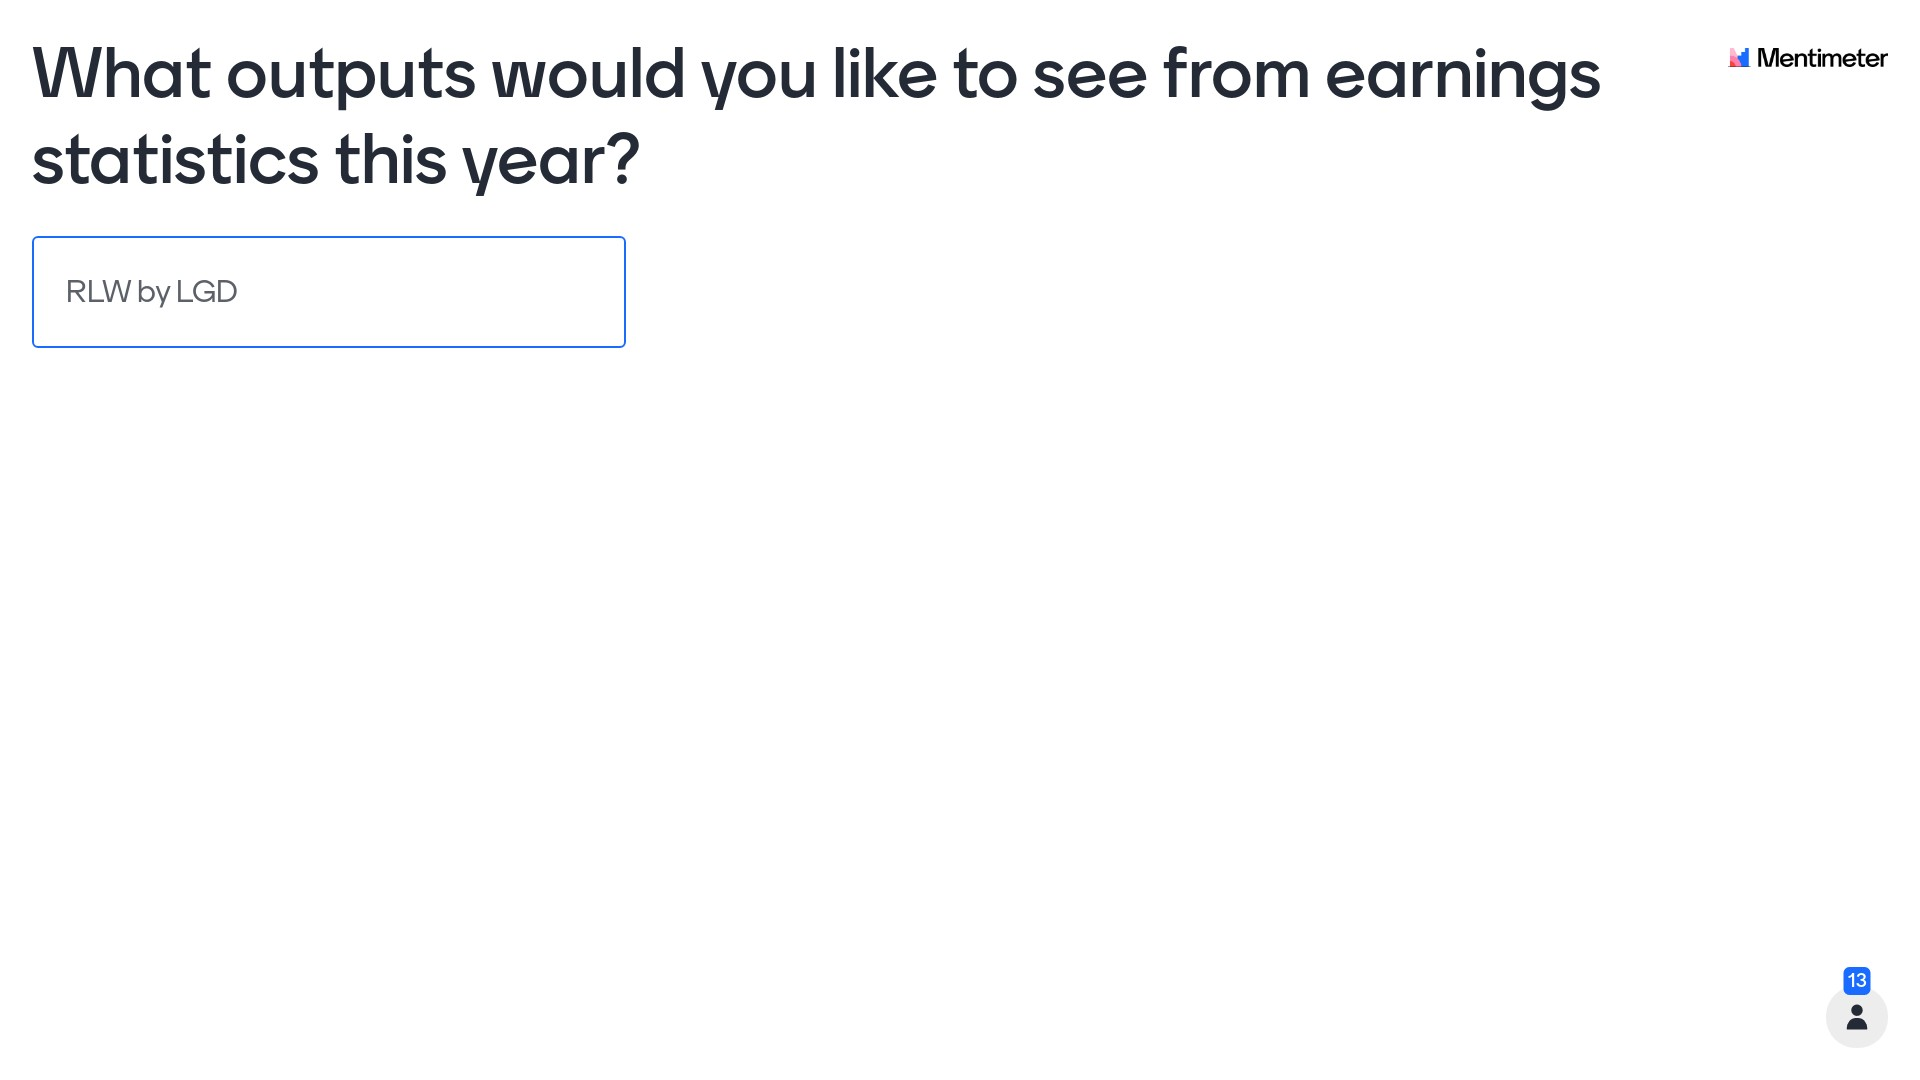 What outputs would you like to see from earnings
statistics this year?
Mentimeter
RLW by LGD
13